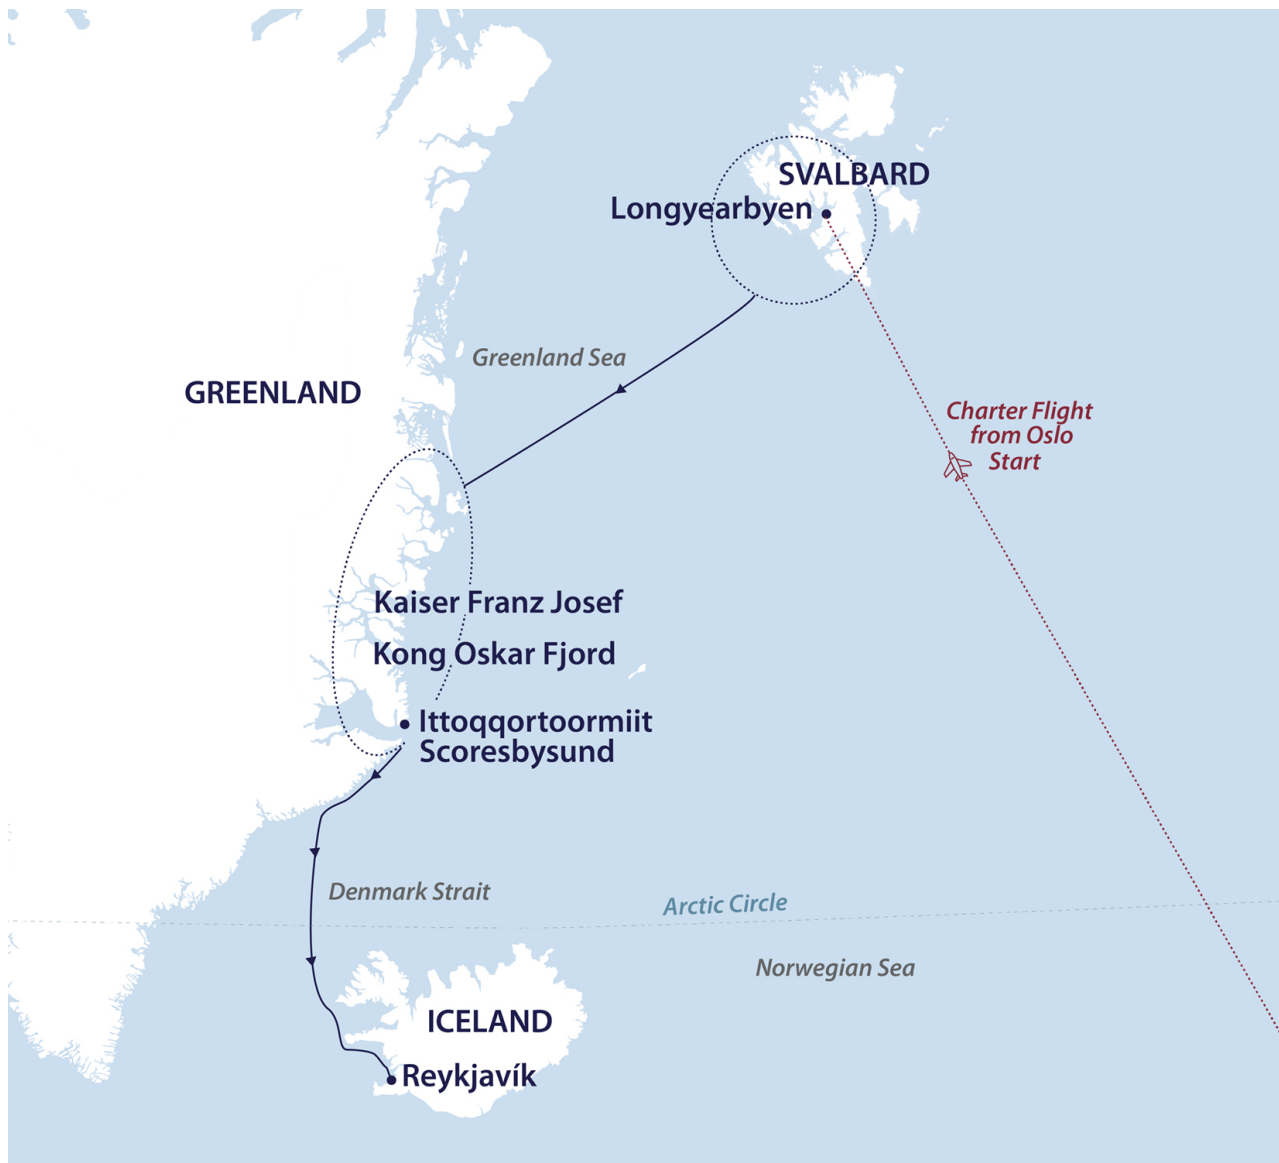 SVALBARD
Longyearbyen
Greenland Sea
GREENLAND
Charter Flight
from Oslo
Start
Kaiser Franz Josef
Kong Oskar Fjord
Ittoqqortoormiit
Scoresbysund
Denmark Strait
Arctic Circle
Norwegian Sea
ICELAND
Reykjavík